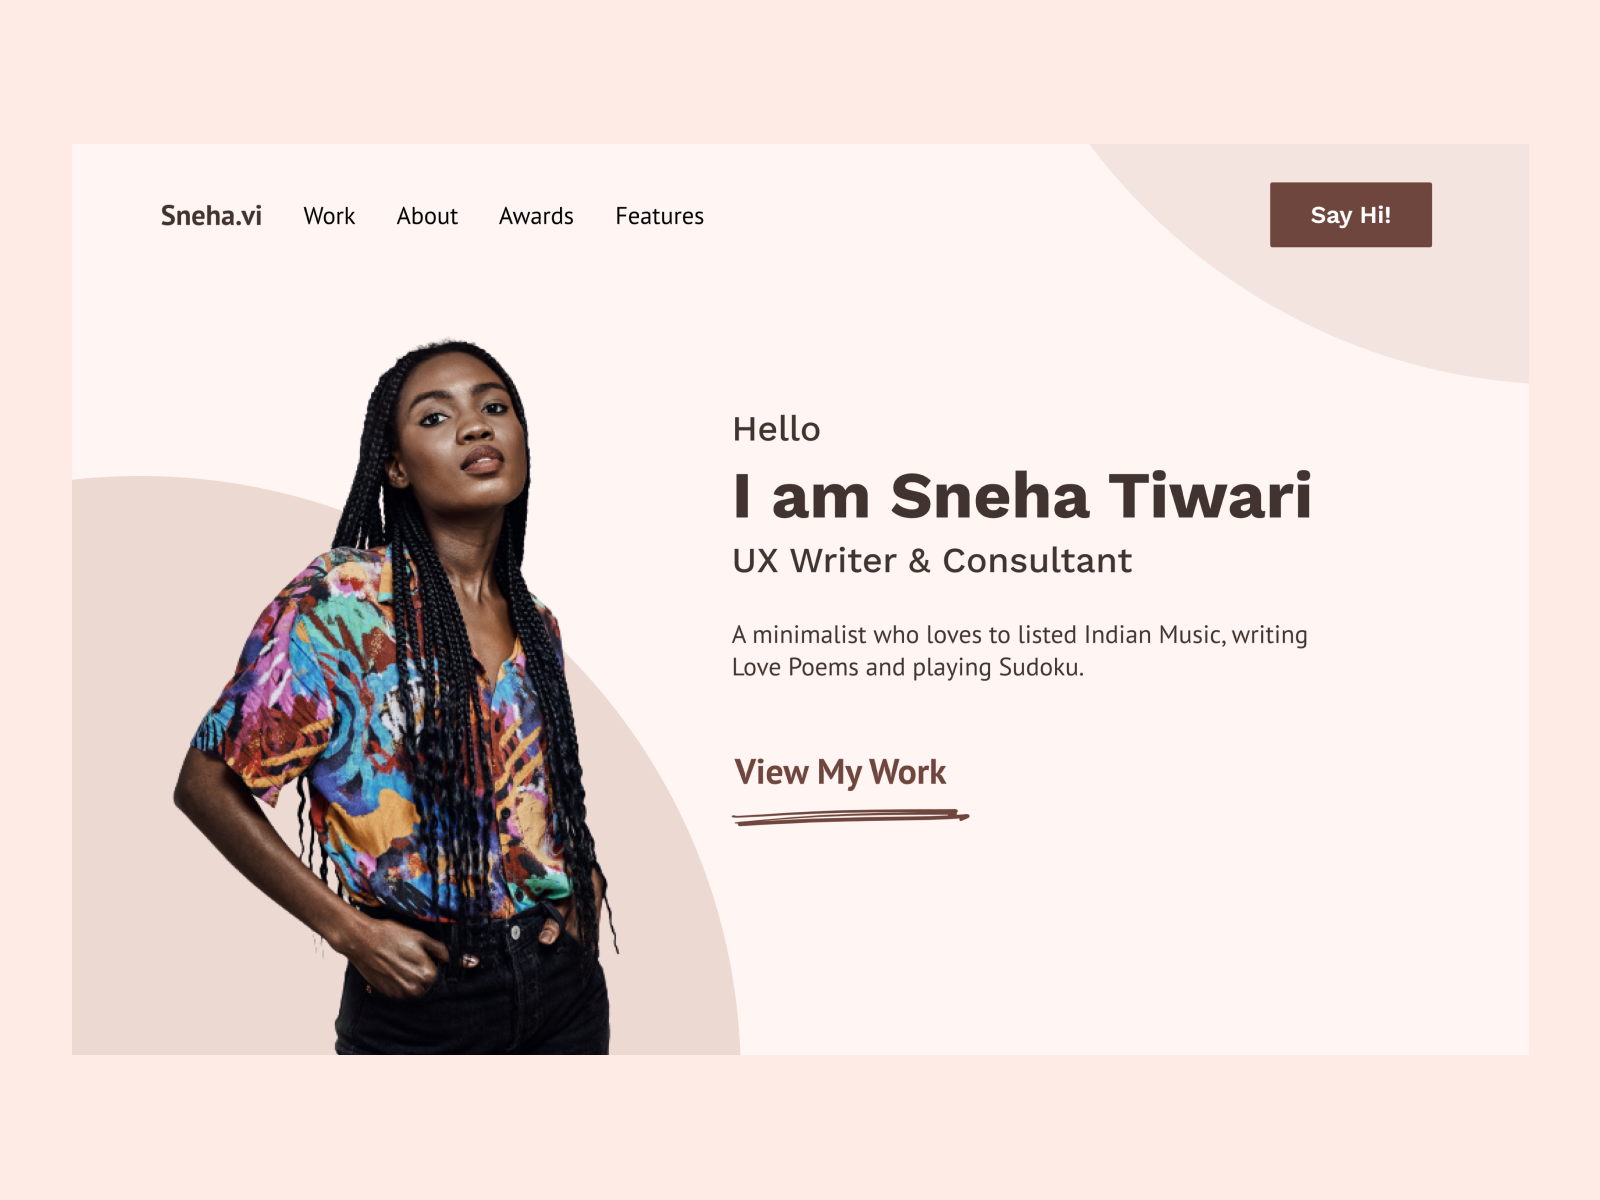 Sneha.vi Work About Awards Features Say Hi!
Hello
I am Sneha Tiwari
UX Writer & Consultant
A minimalist who loves to listed Indian Music, writing
Love Poems and playing Sudoku.
View My Work